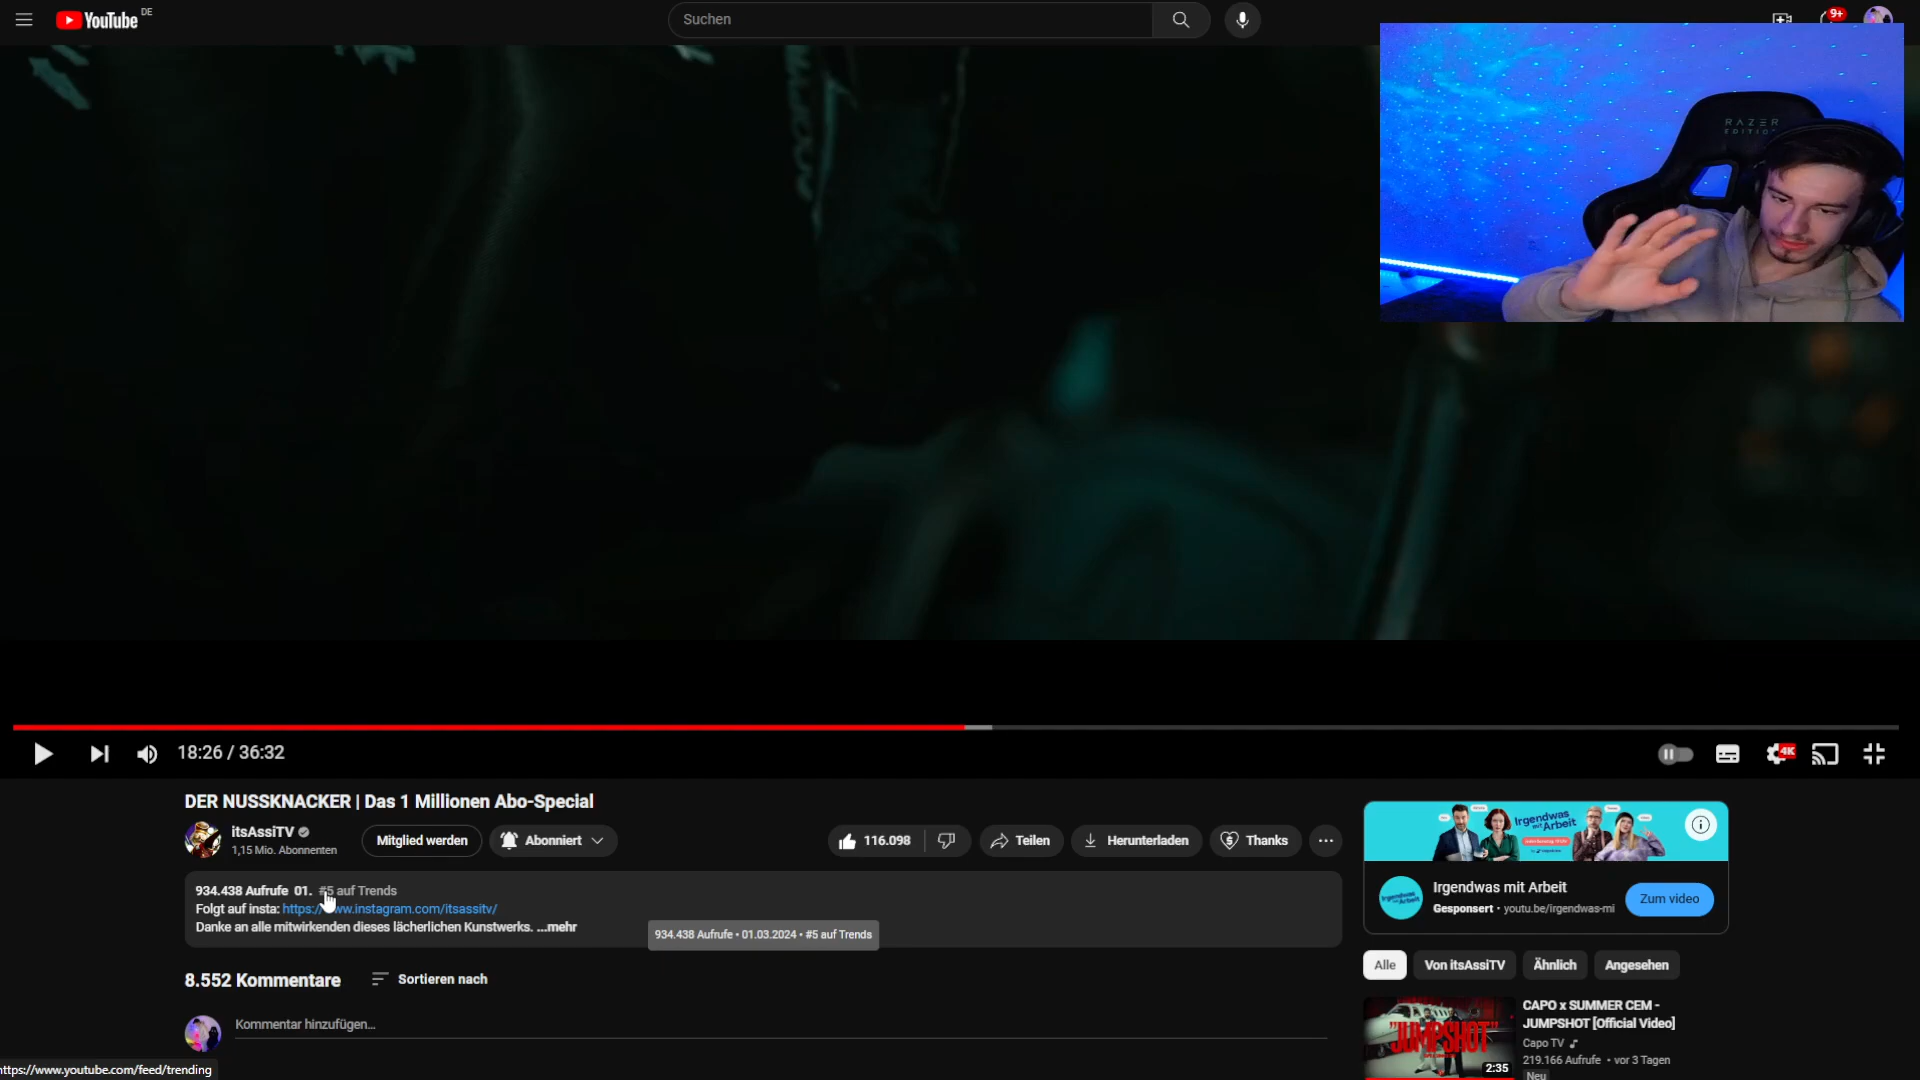 YouTube DE
Suchen
9+
RAZER
EDITION
18:26 / 36:32
4K
DER NUSSKNACKER | Das 1 Millionen Abo-Special
itsAssiTV
1,15 Mio. Abonnenten
Mitglied werden
Abonniert
116.098
Teilen
Herunterladen
Thanks
934.438 Aufrufe 01. #5 auf Trends
Folgt auf insta: https://www.instagram.com/itsassitv/
Danke an alle mitwirkenden dieses lächerlichen Kunstwerks. ...mehr
934.438 Aufrufe • 01.03.2024 • #5 auf Trends
8.552 Kommentare
Sortieren nach
Kommentar hinzufügen...
https://www.youtube.com/feed/trending
Irgendwas
mit Arbeit
Irgendwas mit Arbeit
Gesponsert • youtu.be/irgendwas-mi
Zum video
Alle
Von itsAssiTV
Ähnlich
Angesehen
"JUMPSHOT"
2:35
CAPO x SUMMER CEM -
JUMPSHOT [Official Video]
Capo TV
219.166 Aufrufe • vor 3 Tagen
Neu